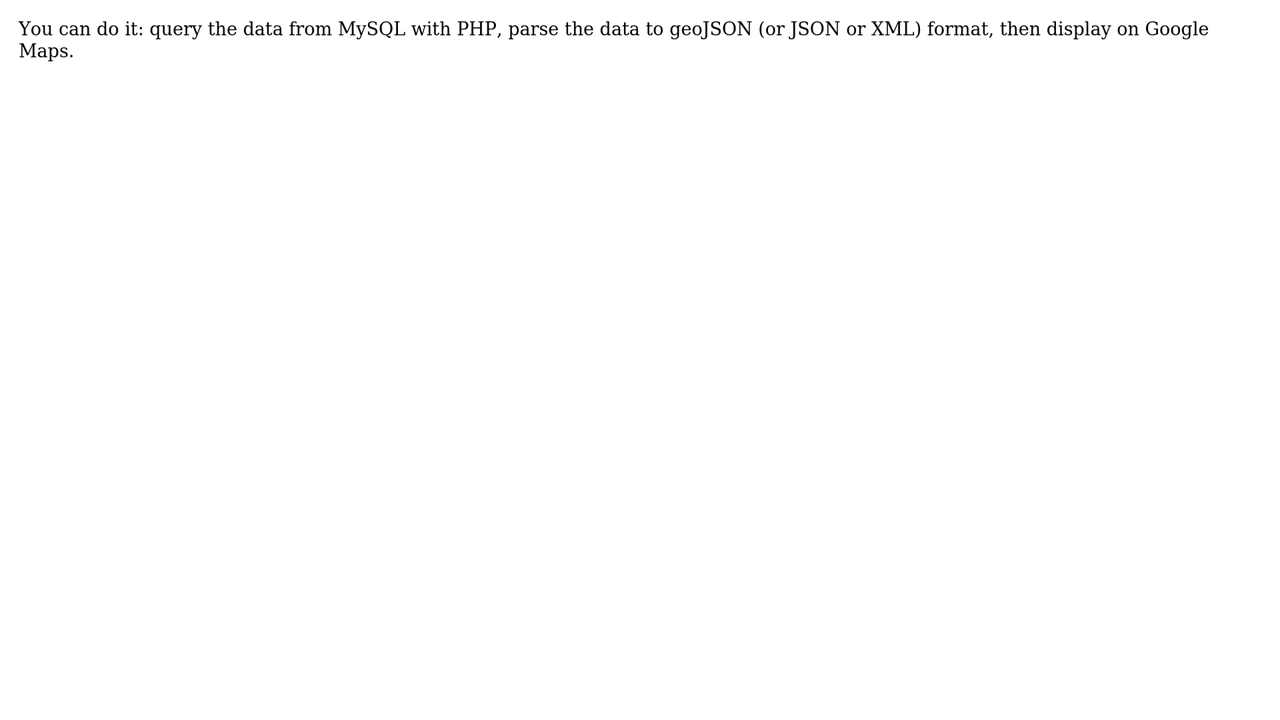 You can do it: query the data from MySQL with PHP, parse the data to geoJSON (or JSON or XML) format, then display on Google
Maps.